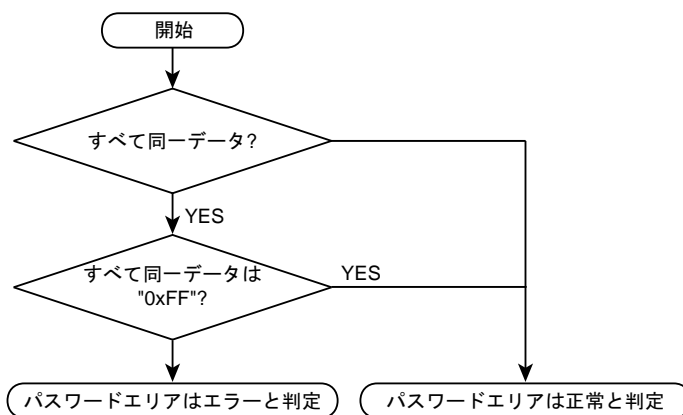 開始
すべて同一データ?
YES
すべて同一データは
"0xFF"?
YES
パスワードエリアはエラーと判定
パスワードエリアは正常と判定